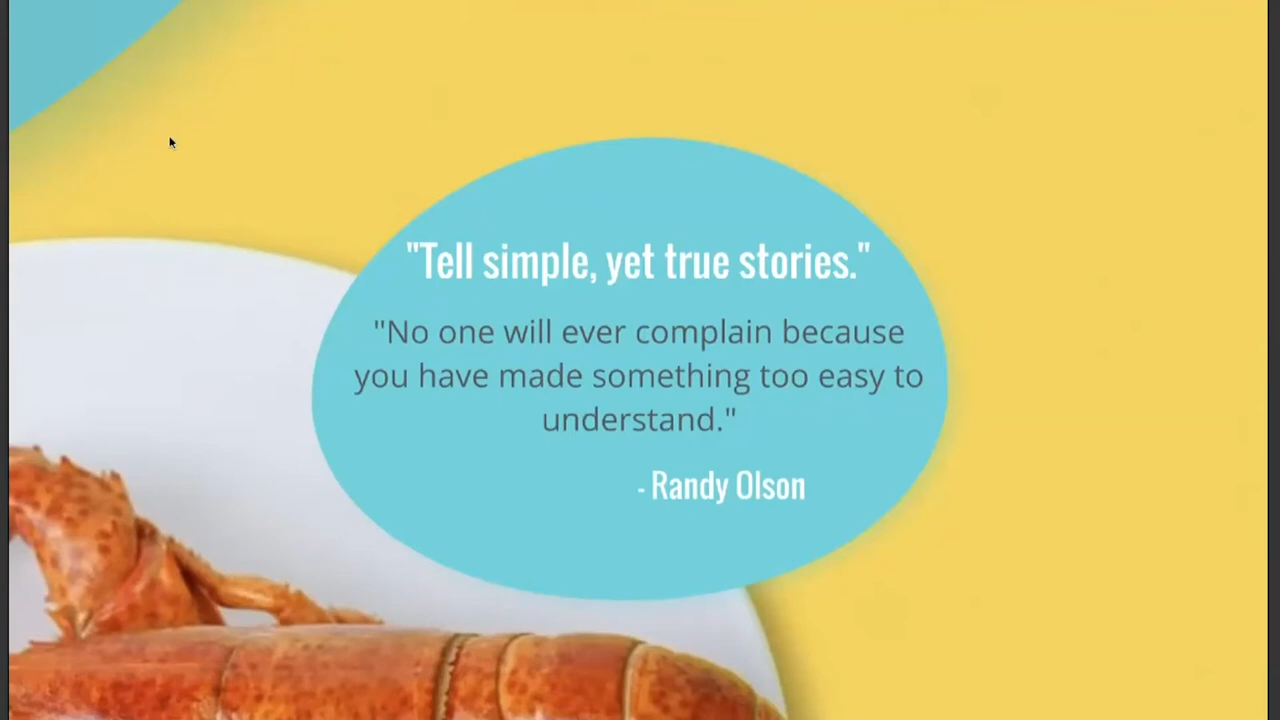 "Tell simple, yet true stories."
"No one will ever complain because
you have made something too easy to
understand."
- Randy Olson